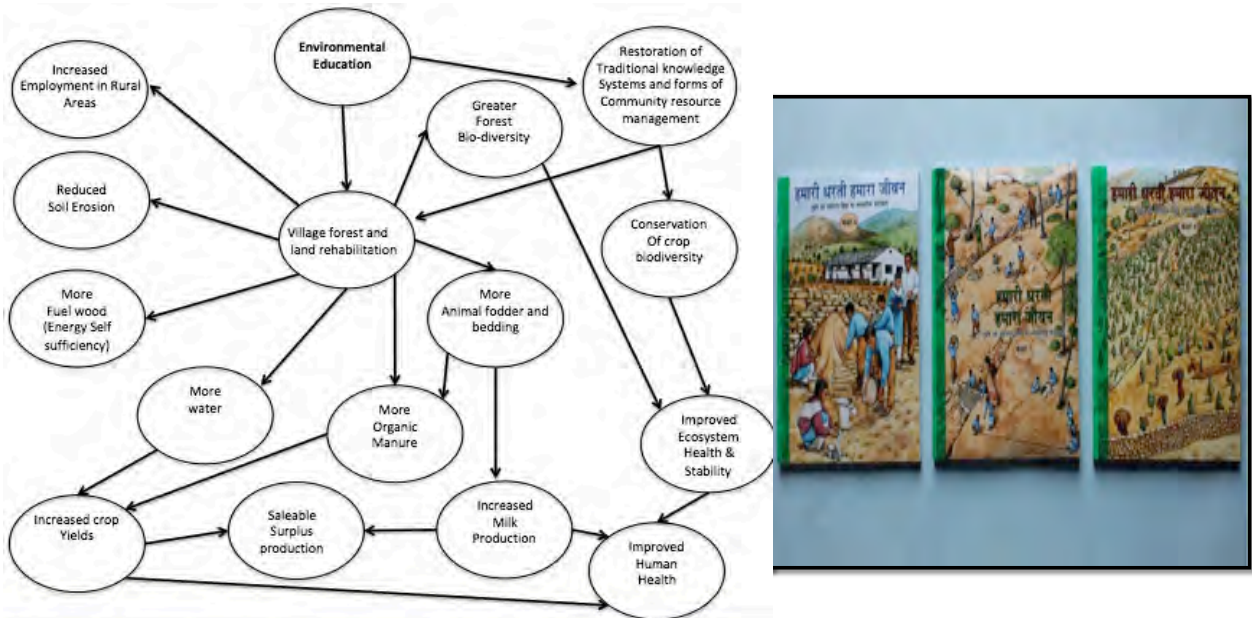 Environmental
Education
Restoration of
Traditional knowledge
Systems and forms of
Community resource
management
Increased
Employment in Rural
Areas
Greater
Forest
Bio-diversity
Reduced
Soil Erosion
Village forest and
land rehabilitation
Conservation
Of crop
biodiversity
More
Fuel wood
(Energy Self
sufficiency)
More
Animal fodder and
bedding
More
water
More
Organic
Manure
Improved
Ecosystem
Health &
Stability
Increased crop
Yields
Saleable
Surplus
production
Increased
Milk
Production
Improved
Human
Health
हमारी धरती हमारा जीवन
हमारी धरती
हमारा जीवन
हमारी धरती हमारा जीवन